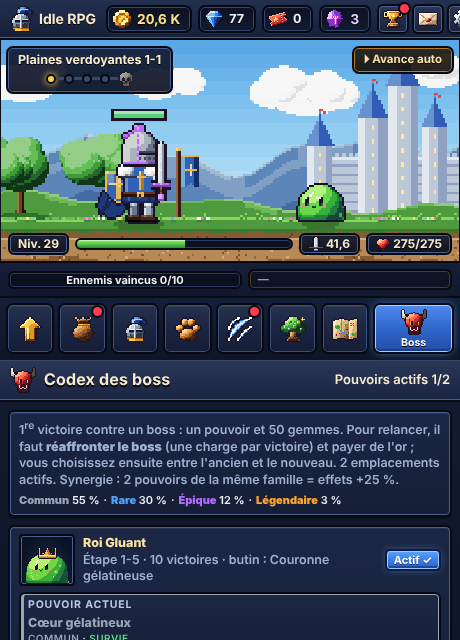 Idle RPG
20,6 K
77
0
3
Plaines verdoyantes 1-1
Avance auto
Niv. 29
41,6
275/275
Ennemis vaincus 0/10
—
Boss
Codex des boss
Pouvoirs actifs 1/2
1re victoire contre un boss : un pouvoir et 50 gemmes. Pour relancer, il
faut réaffronter le boss (une charge par victoire) et payer de l'or ;
vous choisissez ensuite entre l'ancien et le nouveau. 2 emplacements
actifs. Synergie : 2 pouvoirs de la même famille = effets +25 %.
Commun 55 % · Rare 30 % · Épique 12 % · Légendaire 3 %
Roi Gluant
Étape 1-5 · 10 victoires · butin : Couronne
gélatineuse
Actif ✓
POUVOIR ACTUEL
Cœur gélatineux
COMMUN · SURVIE